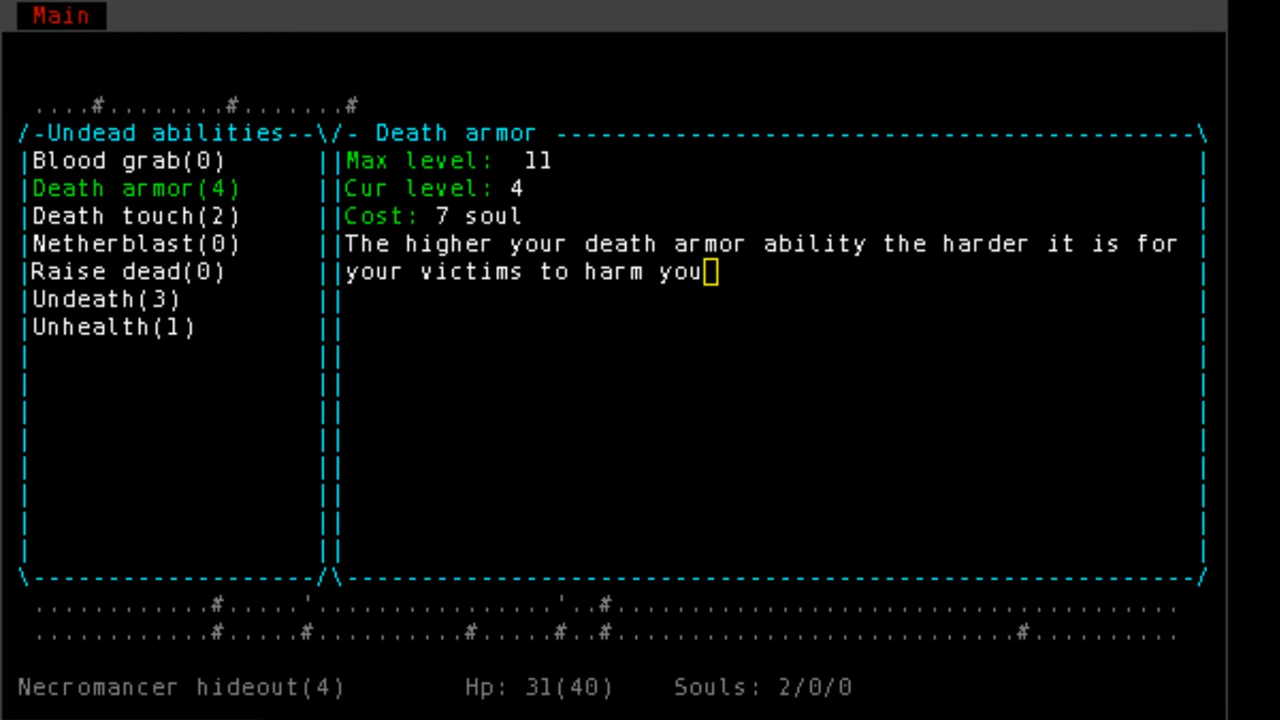 Main
....#........#.......#
/-Undead abilities--\/- Death armor -------------------------------------------\
|Blood grab(0)      ||Max level:  11                                           |
|Death armor(4)     ||Cur level: 4                                             |
|Death touch(2)     ||Cost: 7 soul                                             |
|Netherblast(0)     ||The higher your death armor ability the harder it is for |
|Raise dead(0)      ||your victims to harm you                                 |
|Undeath(3)         ||                                                         |
|Unhealth(1)        ||                                                         |
\-------------------/\---------------------------------------------------------/
............#.....'................'..#......................................
............#.....#..........#.....#..#...........................#..........
Necromancer hideout(4)        Hp: 31(40)    Souls: 2/0/0